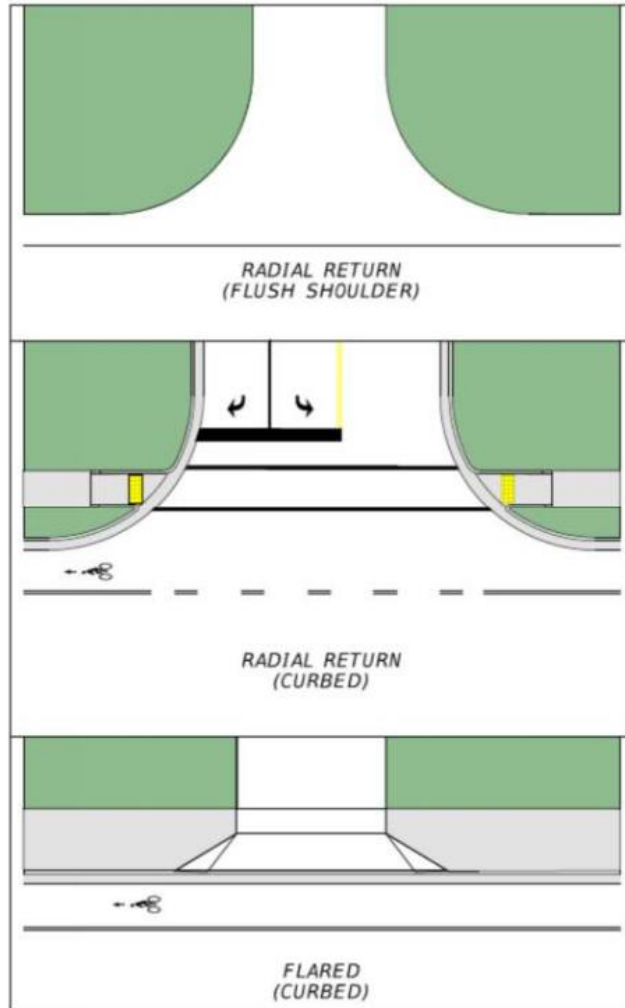 RADIAL RETURN
(FLUSH SHOULDER)
RADIAL RETURN
(CURBED)
FLARED
(CURBED)